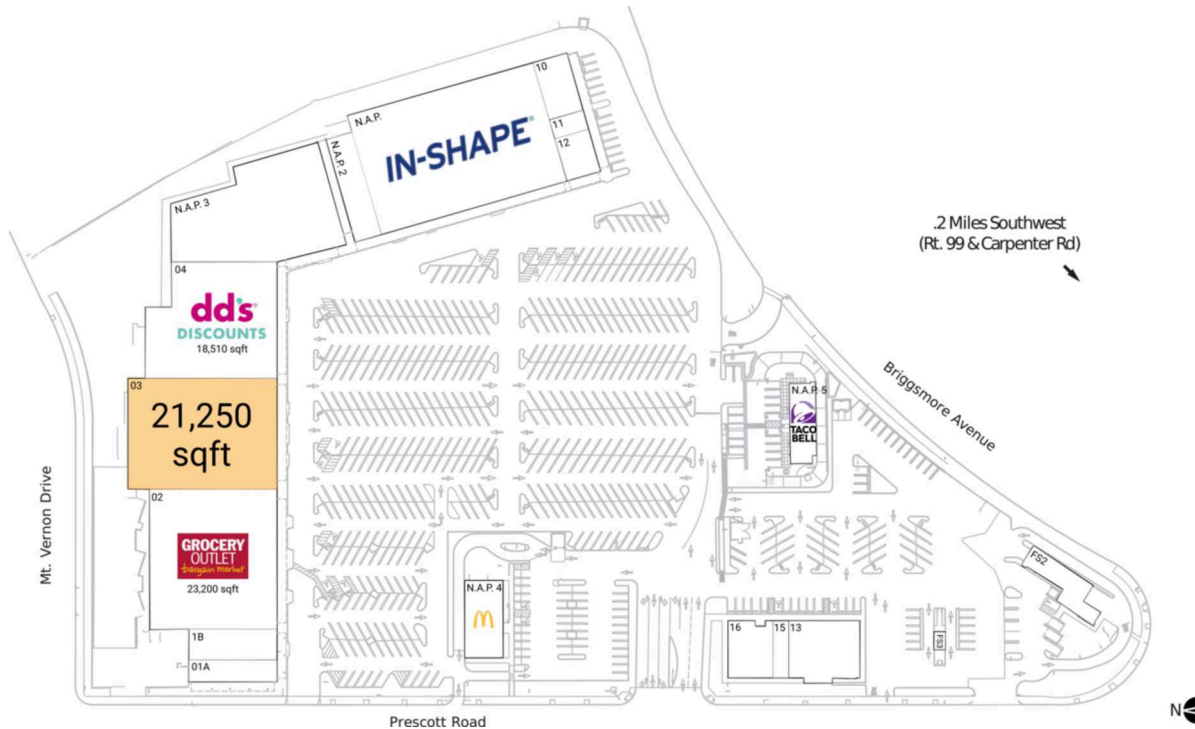 10
N.A.P.
11
IN-SHAPE
12
N.A.P. 2
N.A.P. 3
.2 Miles Southwest
(Rt. 99 & Carpenter Rd)
04
dd's
DISCOUNTS
18,510 sqft
03
21,250
sqft
N.A.P. 5
TACO
BELL
Briggsmore Avenue
Mt. Vernon Drive
02
GROCERY
OUTLET
bargain market
23,200 sqft
FS2
N.A.P. 4
1B
16
15
13
FS3
01A
Prescott Road
N